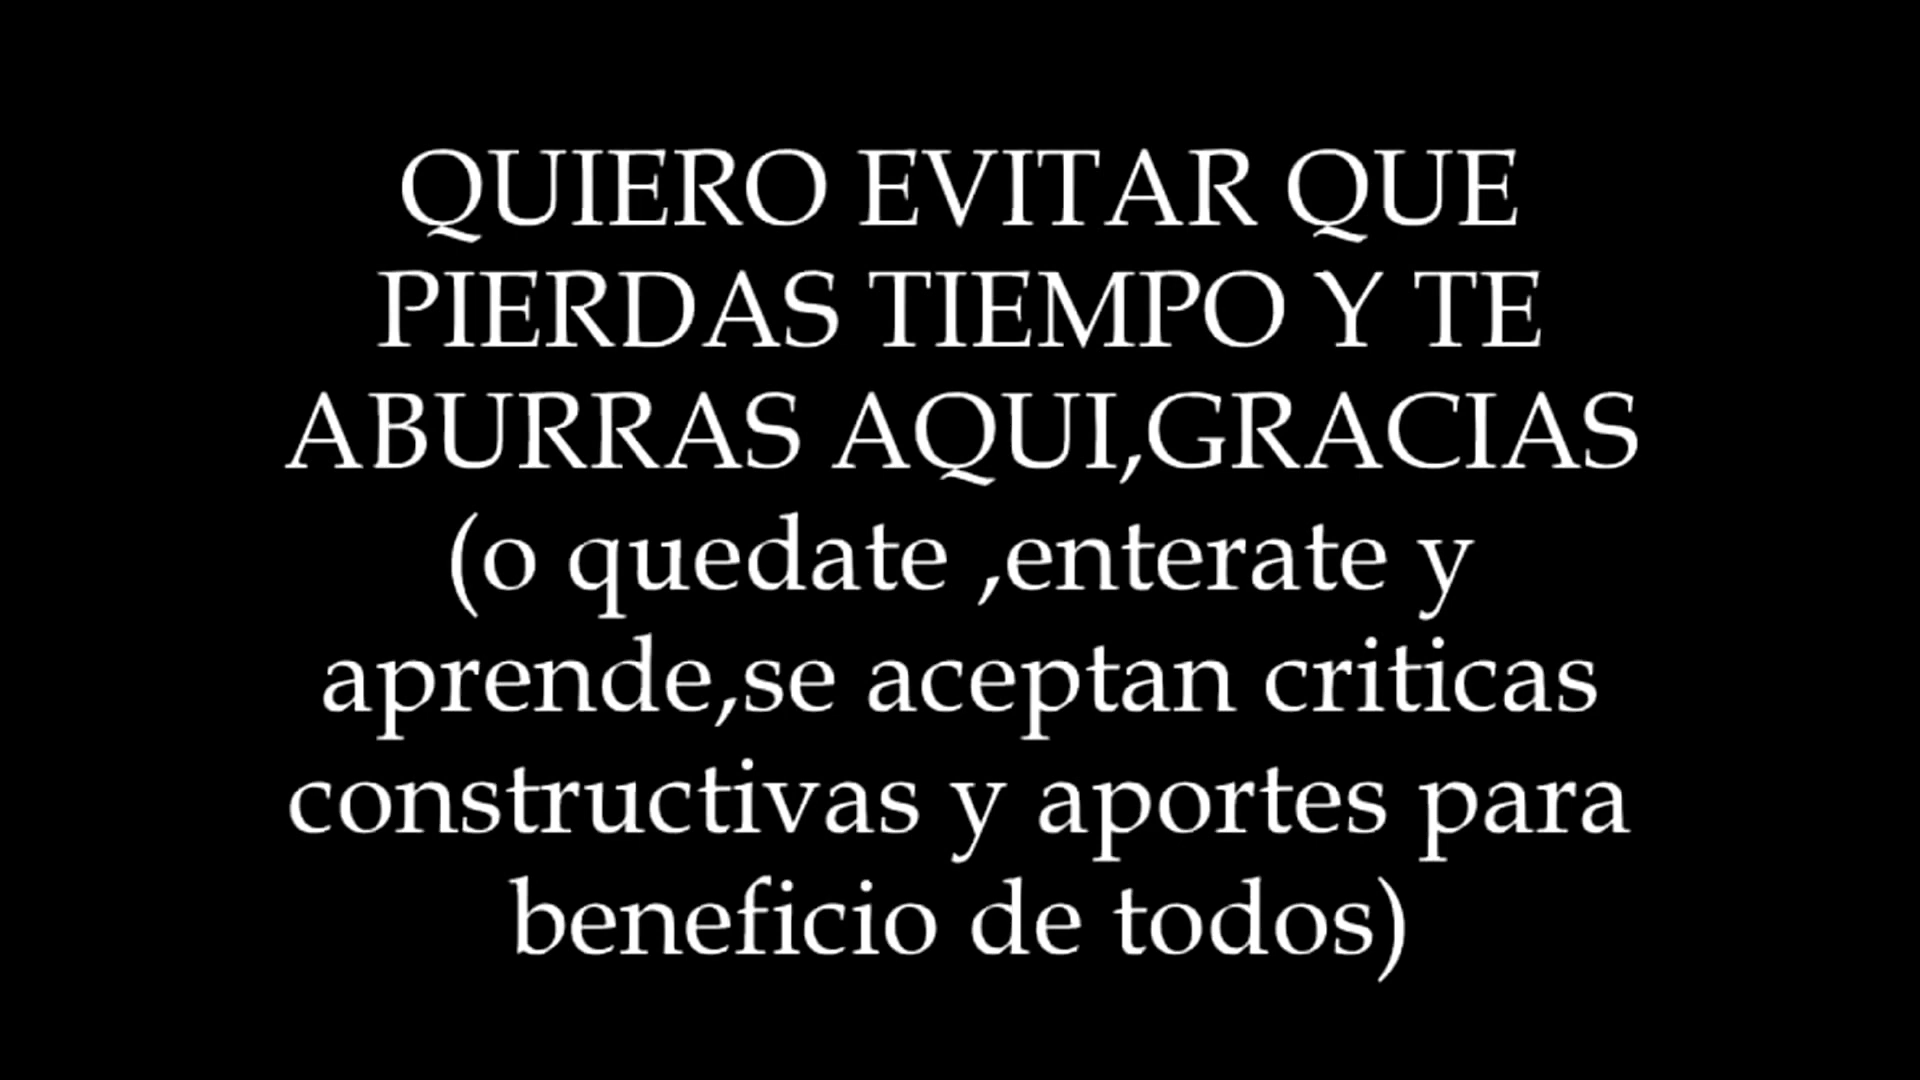 QUIERO EVITAR QUE
PIERDAS TIEMPO Y TE
ABURRAS AQUI,GRACIAS
(o quedate ,enterate y
aprende,se aceptan criticas
constructivas y aportes para
beneficio de todos)